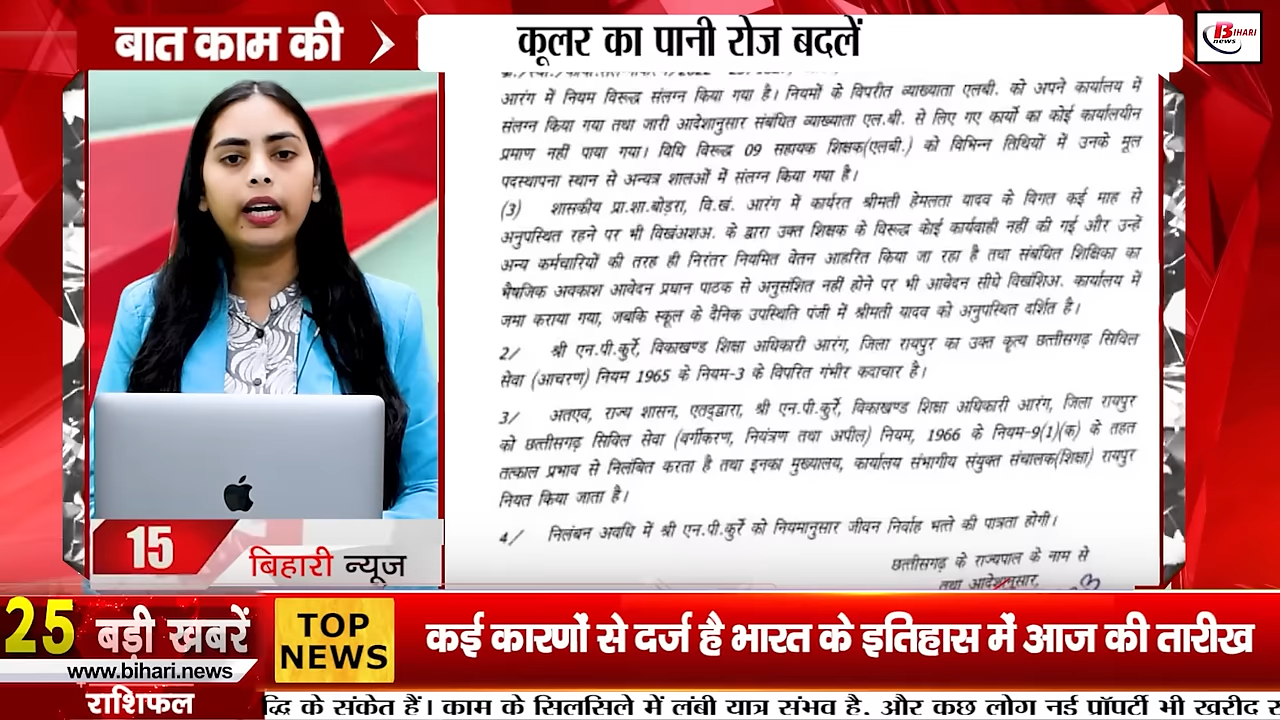 बात काम की
कूलर का पानी रोज बदलें
BIHARI
news
आरंग में नियम विरूद्ध संलग्न किया गया है। नियमों के विपरीत व्याख्याता एलबी. को अपने कार्यालय में
संलग्न किया गया तथा जारी आदेशानुसार संबंधित व्याख्याता एल.बी. से लिए गए कार्यो का कोई कार्यालयीन
प्रमाण नहीं पाया गया। विधि विरूद्ध 09 सहायक शिक्षक(एलबी.) को विभिन्न तिथियों में उनके मूल
पदस्थापना स्थान से अन्यत्र शालओं में संलग्न किया गया है।
(3) शासकीय प्रा.शा.बोड़रा, वि.खं. आरंग में कार्यरत श्रीमती हेमलता यादव के विगत कई माह से
अनुपस्थित रहने पर भी विखंअशअ. के द्वारा उक्त शिक्षक के विरूद्ध कोई कार्यवाही नहीं की गई और उन्हें
अन्य कर्मचारियों की तरह ही निरंतर नियमित वेतन आहरित किया जा रहा है तथा संबंधित शिक्षिका का
भैषजिक अवकाश आवेदन प्रधान पाठक से अनुसंशित नहीं होने पर भी आवेदन सीधे विखंशिअ. कार्यालय में
जमा कराया गया, जबकि स्कूल के दैनिक उपस्थिति पंजी में श्रीमती यादव को अनुपस्थित दर्शित है।
2/ श्री एन.पी.कुर्रे, विकाखण्ड शिक्षा अधिकारी आरंग, जिला रायपुर का उक्त कृत्य छत्तीसगढ़ सिविल
सेवा (आचरण) नियम 1965 के नियम-3 के विपरित गंभीर कदाचार है।
3/ अतएव, राज्य शासन, एतद्द्वारा, श्री एन.पी.कुर्रे, विकाखण्ड शिक्षा अधिकारी आरंग, जिला रायपुर
को छत्तीसगढ़ सिविल सेवा (वर्गीकरण, नियंत्रण तथा अपील) नियम, 1966 के नियम-9(1)(क) के तहत
तत्काल प्रभाव से निलंबित करता है तथा इनका मुख्यालय, कार्यालय संभागीय संयुक्त संचालक(शिक्षा) रायपुर
नियत किया जाता है।
4/ निलंबन अवधि में श्री एन.पी.कुर्रे को नियमानुसार जीवन निर्वाह भत्ते की पात्रता होगी।
छत्तीसगढ़ के राज्यपाल के नाम से
तथा आदेशानुसार,
15
बिहारी न्यूज
25 बड़ी खबरें
www.bihari.news
TOP
NEWS
कई कारणों से दर्ज है भारत के इतिहास में आज की तारीख
राशिफल
के संकेत हैं। काम के सिलसिले में लंबी यात्र संभव है, और कुछ लोग नई प्रॉपर्टी भी खरीद